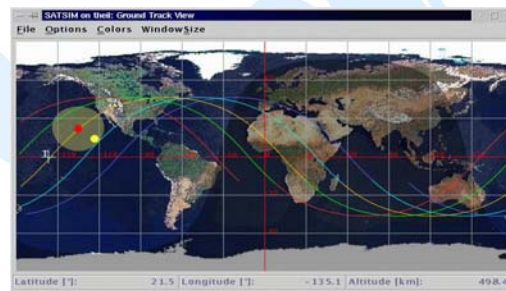 SATSIM on theil: Ground Track View
File Options Colors WindowSize
Latitude [°]: 21.5 Longitude [°]: -135.1 Altitude [km]: 498.4